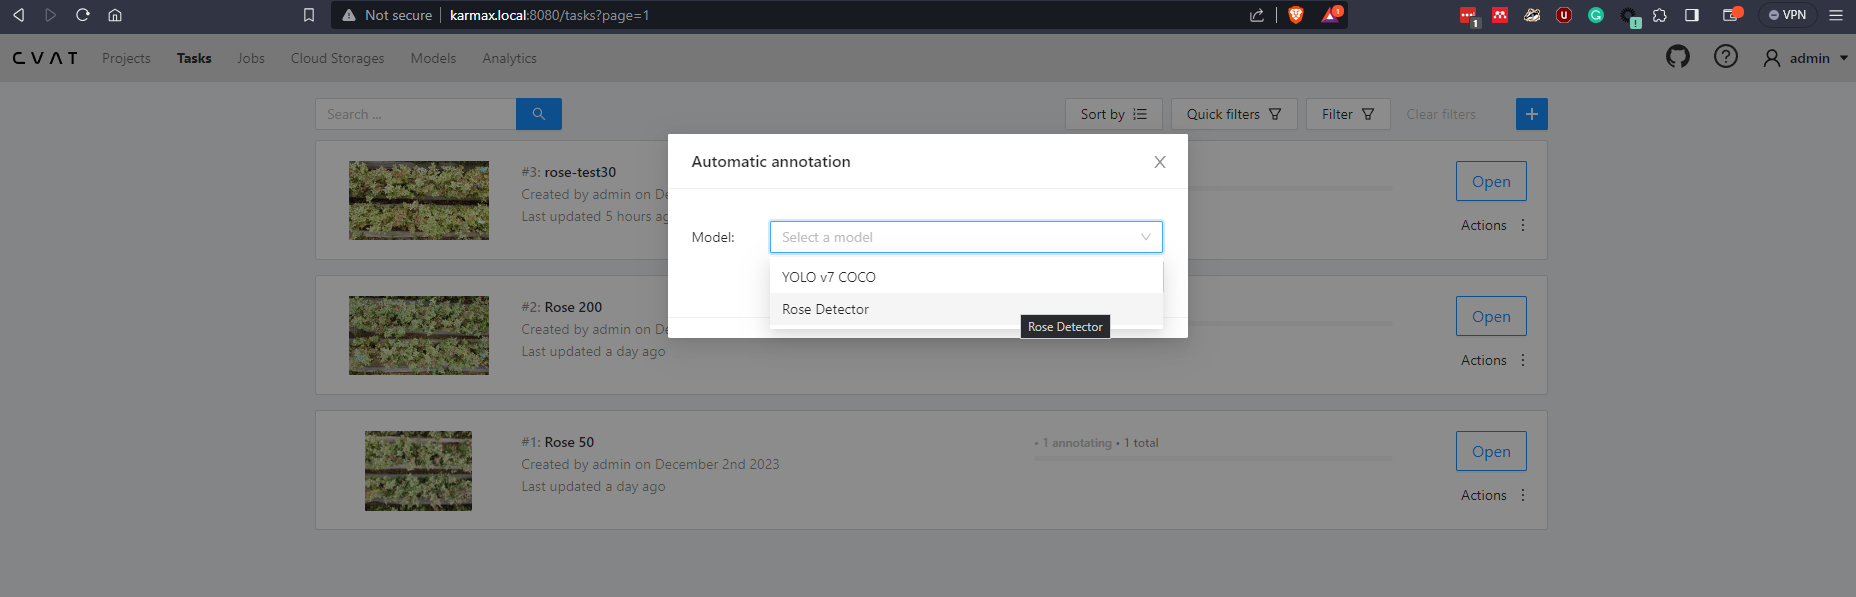 Not secure karmax.local:8080/tasks?page=1 1 1 VPN
CVAT Projects Tasks Jobs Cloud Storages Models Analytics admin
Search ... Sort by Quick filters Filter Clear filters +
Automatic annotation
Model: Select a model
YOLO v7 COCO
Rose Detector
Rose Detector
#3: rose-test30
Created by admin on De
Last updated 5 hours ag
Open
Actions
#2: Rose 200
Created by admin on De
Last updated a day ago
Open
Actions
#1: Rose 50
Created by admin on December 2nd 2023
Last updated a day ago
• 1 annotating • 1 total
Open
Actions